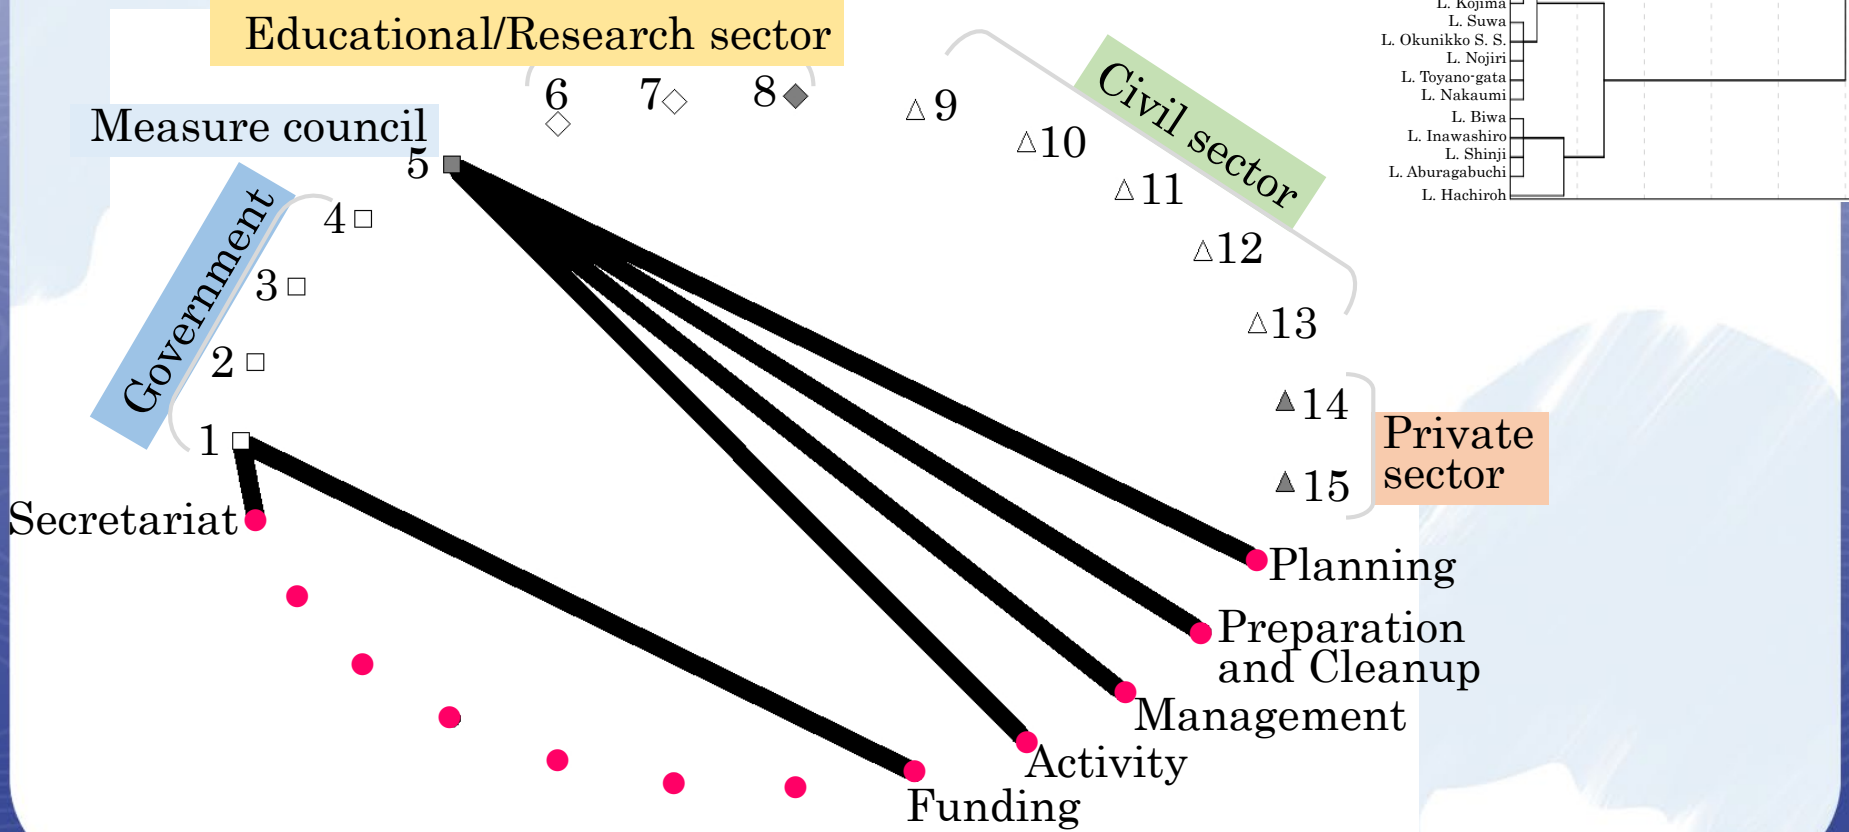 Educational/Research sector
6
7
8
Measure council
5
Government
4
3
2
1
Secretariat
9
10
11
12
13
Civil sector
14
15
Private
sector
Planning
Preparation
and Cleanup
Management
Activity
Funding
L. Kojima
L. Suwa
L. Okunikko S. S.
L. Nojiri
L. Toyano-gata
L. Nakaumi
L. Biwa
L. Inawashiro
L. Shinji
L. Aburagabuchi
L. Hachiroh